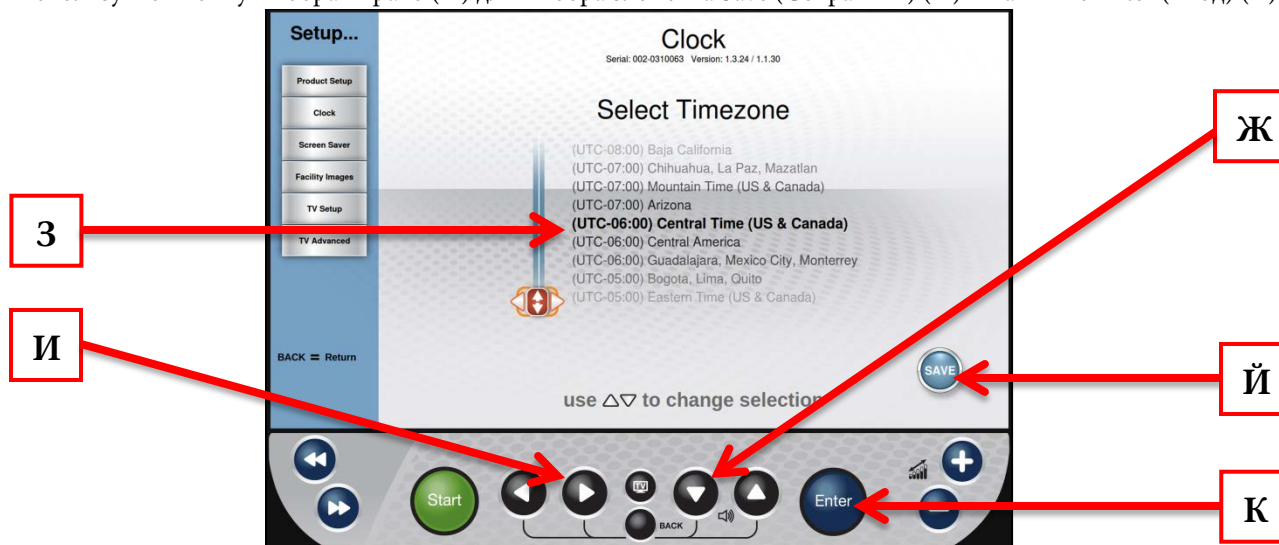 Setup...
Clock
Serial: 002-0310063 Version: 1.3.24 / 1.1.30
Product Setup
Clock
Screen Saver
Facility Images
TV Setup
TV Advanced
BACK = Return
Select Timezone
(UTC-08:00) Baja California
(UTC-07:00) Chihuahua, La Paz, Mazatlan
(UTC-07:00) Mountain Time (US & Canada)
(UTC-07:00) Arizona
(UTC-06:00) Central Time (US & Canada)
(UTC-06:00) Central America
(UTC-06:00) Guadalajara, Mexico City, Monterrey
(UTC-05:00) Bogota, Lima, Quito
(UTC-05:00) Eastern Time (US & Canada)
SAVE
use △▽ to change selection
Ж
З
И
Й
К
Start
TV
BACK
Enter